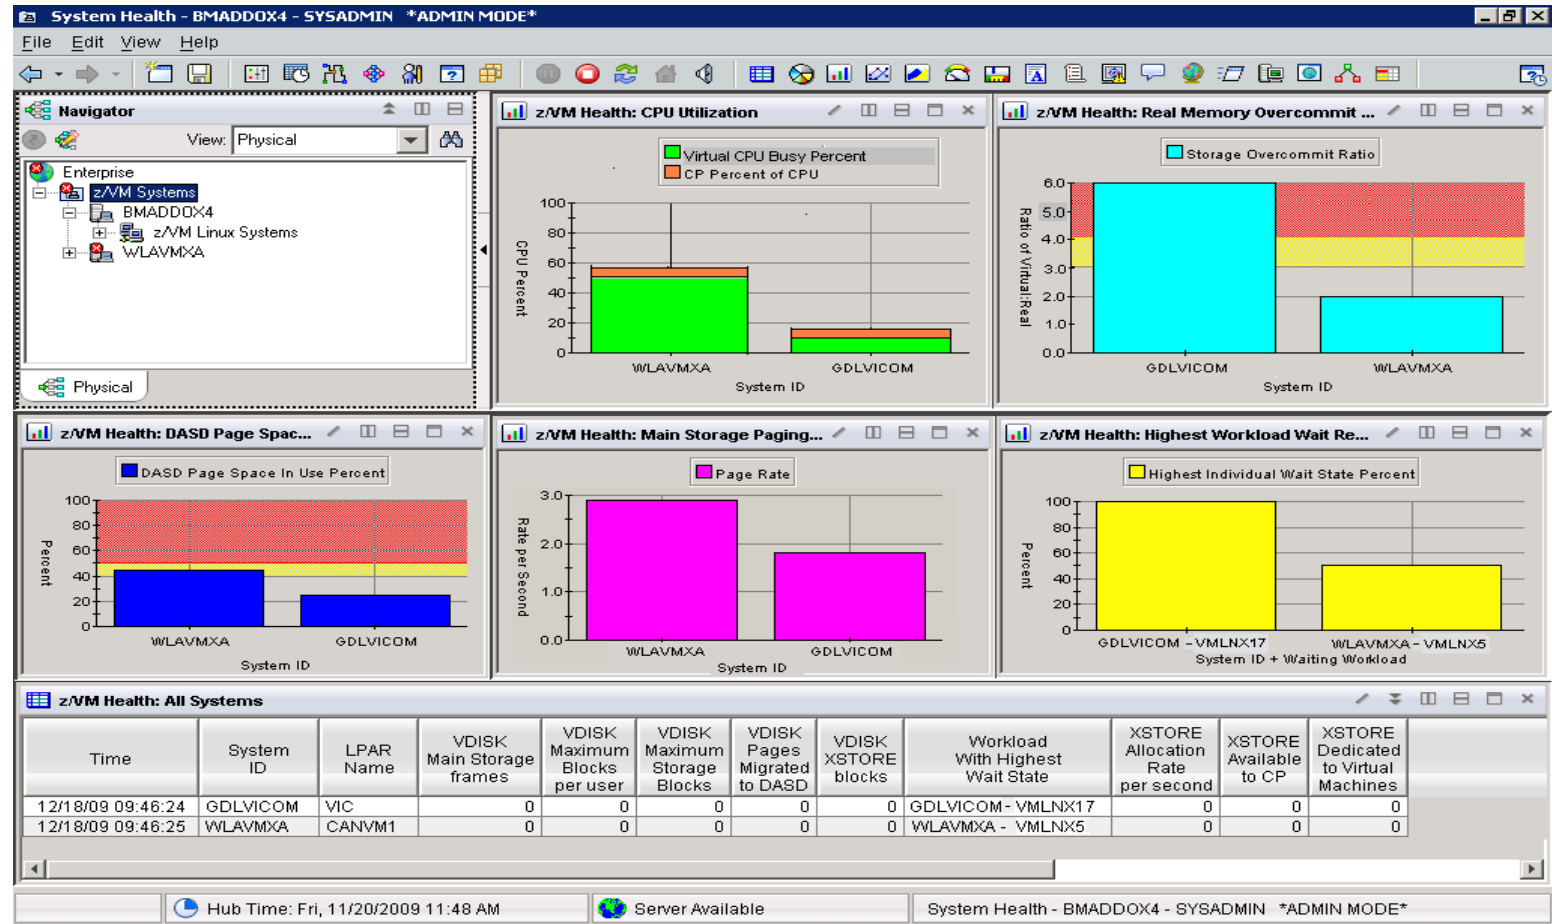 System Health - BMADDOX4 - SYSADMIN *ADMIN MODE*
File Edit View Help
Navigator
View: Physical
Enterprise
z/VM Systems
BMADDOX4
z/VM Linux Systems
WLAVMXA
Physical
z/VM Health: CPU Utilization
Virtual CPU Busy Percent
CP Percent of CPU
100
80
60
40
20
0
CPU Percent
WLAVMXA GDLVICOM
System ID
z/VM Health: Real Memory Overcommit ...
Storage Overcommit Ratio
6.0
5.0
4.0
3.0
2.0
1.0
0.0
Ratio of Virtual:Real
GDLVICOM WLAVMXA
System ID
z/VM Health: DASD Page Spac...
DASD Page Space In Use Percent
100
80
60
40
20
0
Percent
WLAVMXA GDLVICOM
System ID
z/VM Health: Main Storage Paging...
Page Rate
3.0
2.0
1.0
0.0
Rate per Second
WLAVMXA GDLVICOM
System ID
z/VM Health: Highest Workload Wait Re...
Highest Individual Wait State Percent
100
80
60
40
20
0
Percent
GDLVICOM - VMLNX17 WLAVMXA - VMLNX5
System ID + Waiting Workload
z/VM Health: All Systems
Time
System ID
LPAR Name
VDISK Main Storage frames
VDISK Maximum Blocks per user
VDISK Maximum Storage Blocks
VDISK Pages Migrated to DASD
VDISK XSTORE blocks
Workload With Highest Wait State
XSTORE Allocation Rate per second
XSTORE Available to CP
XSTORE Dedicated to Virtual Machines
12/18/09 09:46:24 GDLVICOM VIC 0 0 0 0 0 GDLVICOM- VMLNX17 0 0 0
12/18/09 09:46:25 WLAVMXA CANVM1 0 0 0 0 0 WLAVMXA - VMLNX5 0 0 0
Hub Time: Fri, 11/20/2009 11:48 AM
Server Available
System Health - BMADDOX4 - SYSADMIN *ADMIN MODE*